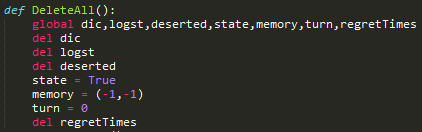 def DeleteAll():
    global dic,logst,deserted,state,memory,turn,regretTimes
    del dic
    del logst
    del deserted
    state = True
    memory = (-1,-1)
    turn = 0
    del regretTimes